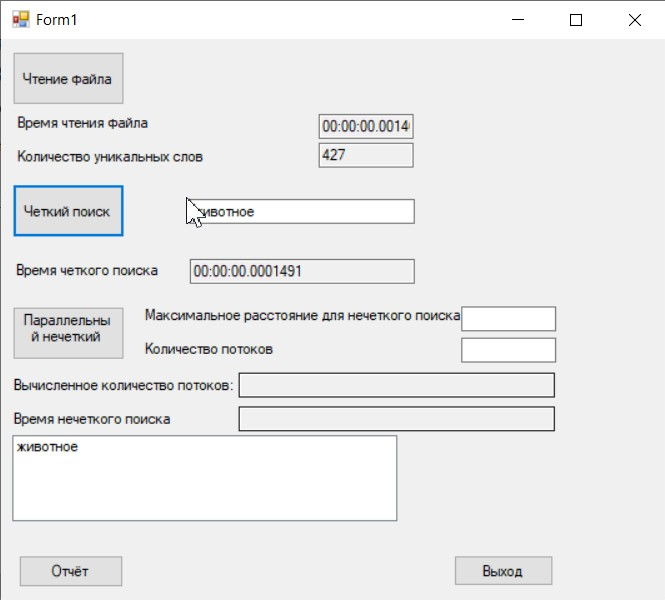 Form1
Чтение файла
Время чтения файла
00:00:00.0014
Количество уникальных слов
427
Четкий поиск
ивотное
Время четкого поиска
00:00:00.0001491
Параллельны
й нечеткий
Максимальное расстояние для нечеткого поиска
Количество потоков
Вычисленное количество потоков:
Время нечеткого поиска
животное
Отчёт
Выход